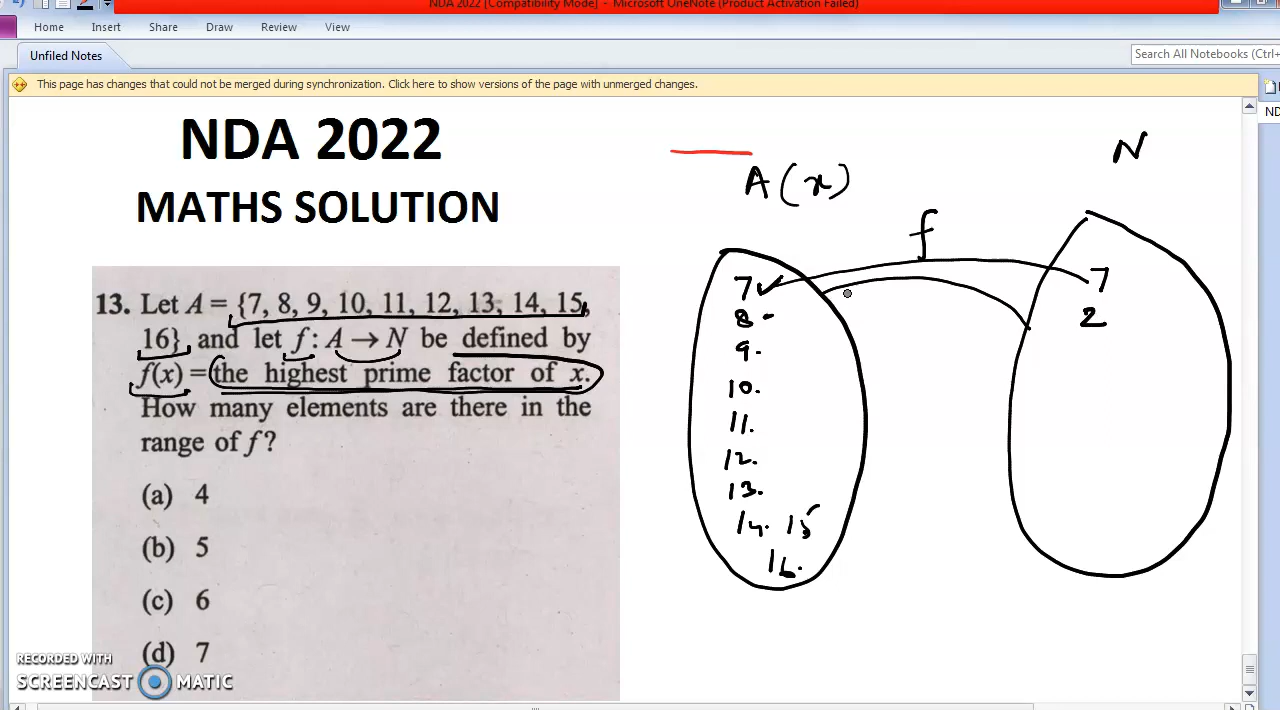 NDA 2022 [Compatibility Mode] - Microsoft OneNote (Product Activation Failed)
Home Insert Share Draw Review View
Unfiled Notes
Search All Notebooks (Ctrl+
This page has changes that could not be merged during synchronization. Click here to show versions of the page with unmerged changes.
ND
NDA 2022
MATHS SOLUTION
13. Let A = {7, 8, 9, 10, 11, 12, 13, 14, 15,
16} and let f : A → N be defined by
f(x) = the highest prime factor of x.
How many elements are there in the
range of f?
(a) 4
(b) 5
(c) 6
(d) 7
A (x)
f
N
7
8
9
10
11
12
13
14 15
16
7
2
RECORDED WITH
SCREENCAST MATIC